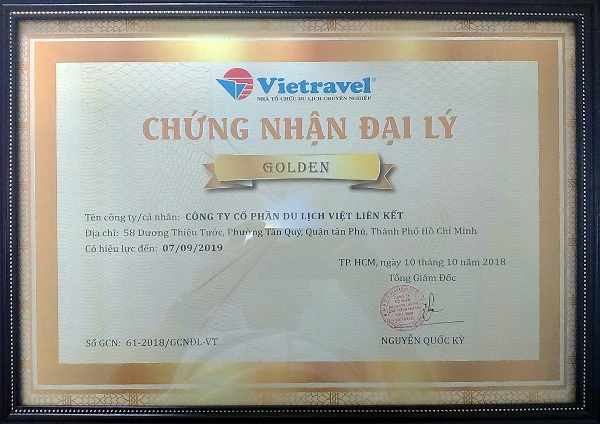 Vietravel®
NHÀ TỔ CHỨC DU LỊCH CHUYÊN NGHIỆP
CHỨNG NHẬN ĐẠI LÝ
GOLDEN
Tên công ty/cá nhân: CÔNG TY CỔ PHẦN DU LỊCH VIỆT LIÊN KẾT
Địa chỉ: 58 Dương Thiệu Tước, Phường Tân Quý, Quận tân Phú, Thành Phố Hồ Chí Minh
Có hiệu lực đến: 07/09/2019
TP. HCM, ngày 10 tháng 10 năm 2018
Tổng Giám Đốc
Số GCN: 61-2018/GCNĐL-VT
NGUYỄN QUỐC KỲ